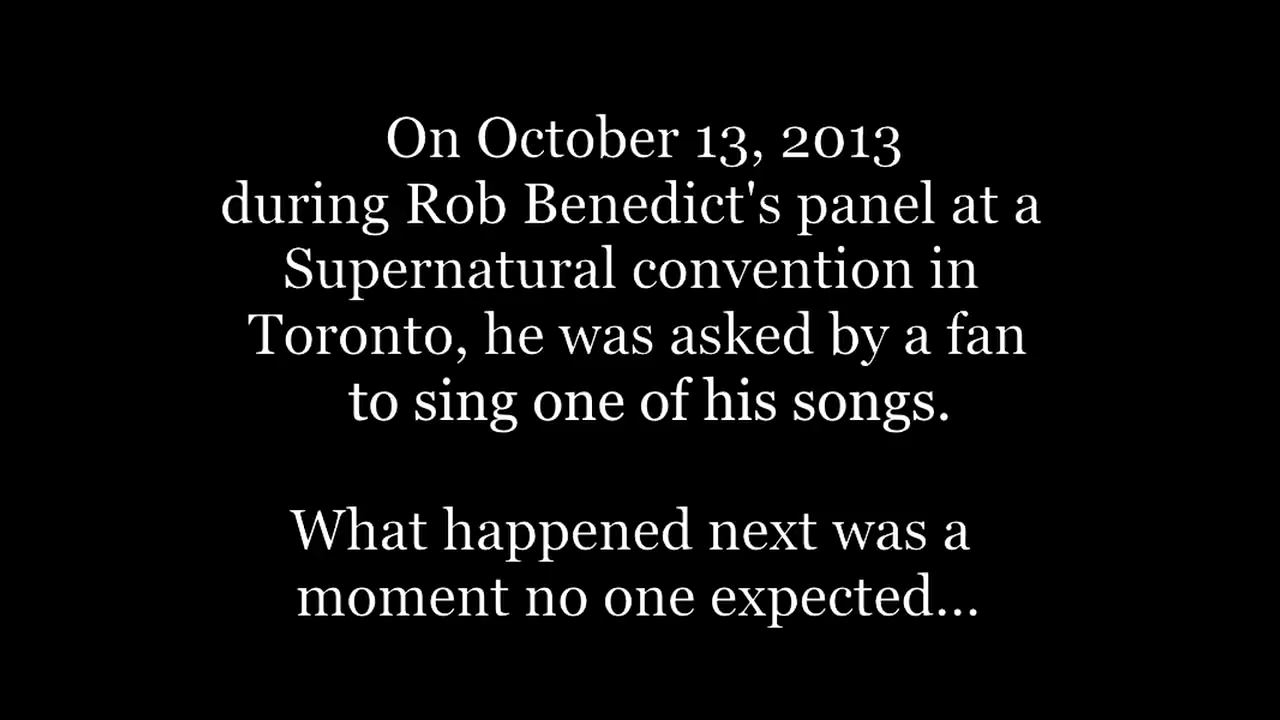 On October 13, 2013
during Rob Benedict's panel at a
Supernatural convention in
Toronto, he was asked by a fan
to sing one of his songs.
What happened next was a
moment no one expected...